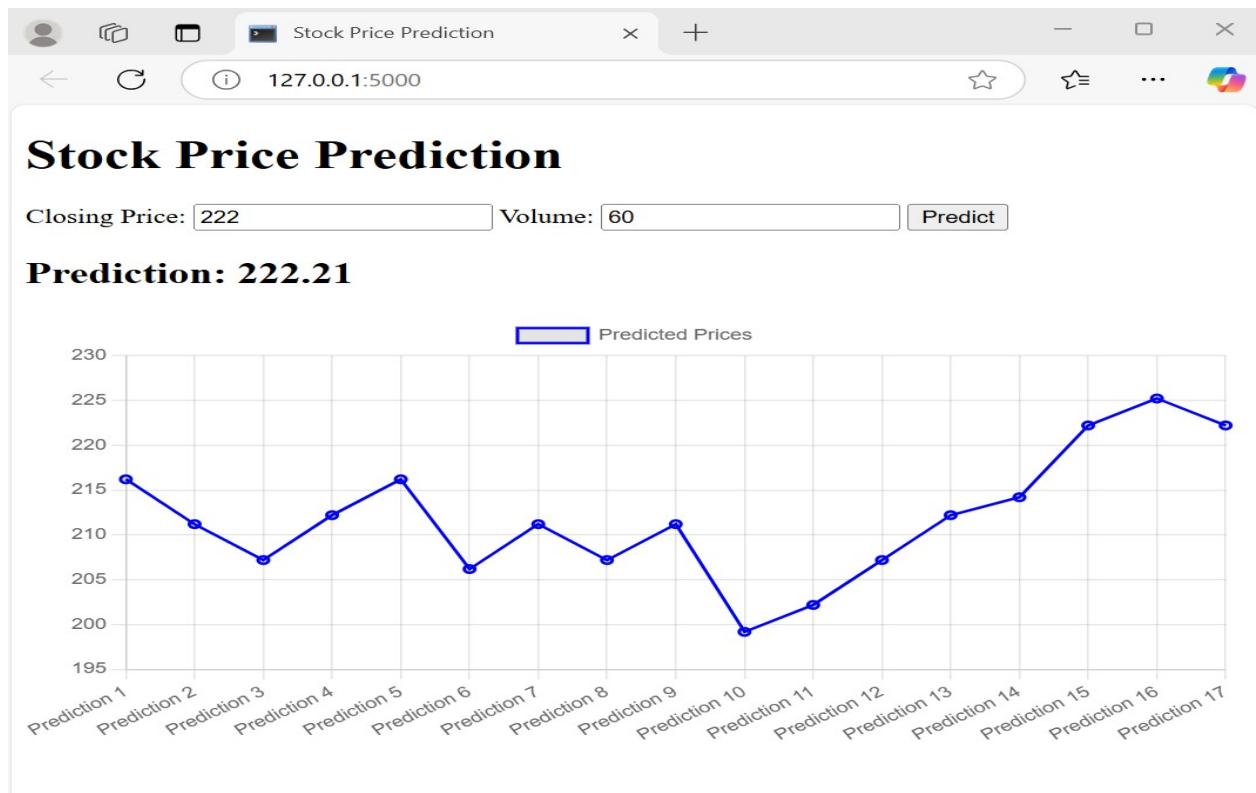 Stock Price Prediction
127.0.0.1:5000
Stock Price Prediction
Closing Price: 222 Volume: 60 Predict
Prediction: 222.21
Predicted Prices
230
225
220
215
210
205
200
195
Prediction 1 Prediction 2 Prediction 3 Prediction 4 Prediction 5 Prediction 6 Prediction 7 Prediction 8 Prediction 9 Prediction 10 Prediction 11 Prediction 12 Prediction 13 Prediction 14 Prediction 15 Prediction 16 Prediction 17